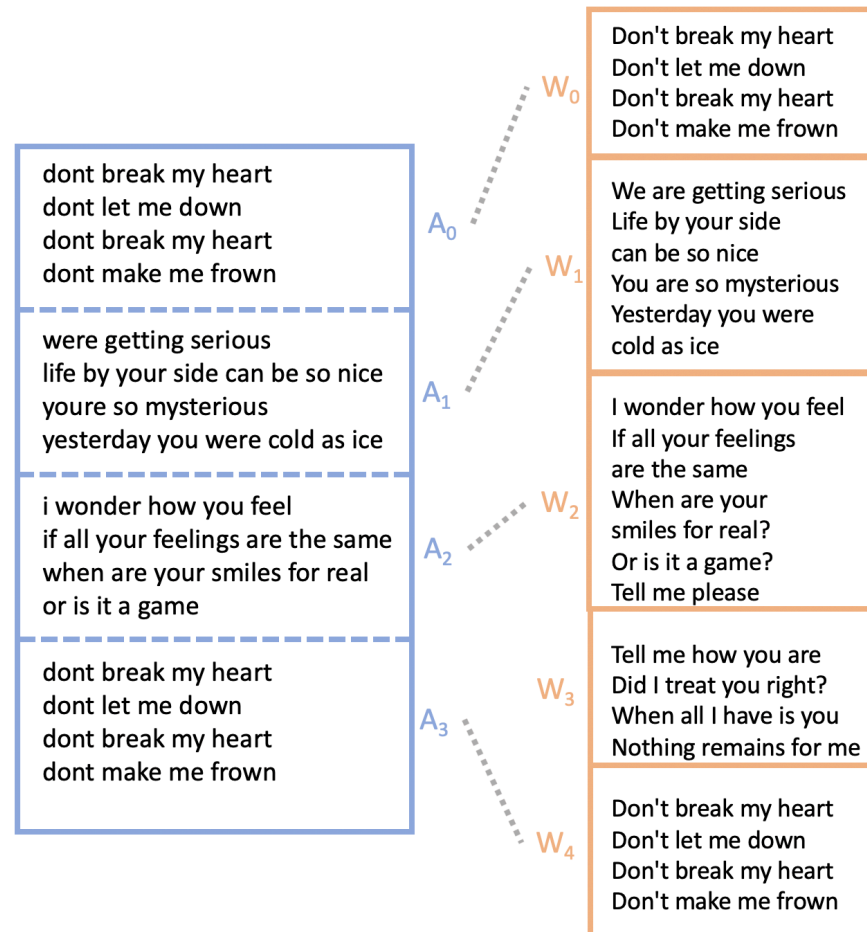 dont break my heart
dont let me down
dont break my heart
dont make me frown
A0
were getting serious
life by your side can be so nice
youre so mysterious
yesterday you were cold as ice
A1
i wonder how you feel
if all your feelings are the same
when are your smiles for real
or is it a game
A2
dont break my heart
dont let me down
dont break my heart
dont make me frown
A3
W0
Don't break my heart
Don't let me down
Don't break my heart
Don't make me frown
W1
We are getting serious
Life by your side
can be so nice
You are so mysterious
Yesterday you were
cold as ice
W2
I wonder how you feel
If all your feelings
are the same
When are your
smiles for real?
Or is it a game?
Tell me please
W3
Tell me how you are
Did I treat you right?
When all I have is you
Nothing remains for me
W4
Don't break my heart
Don't let me down
Don't break my heart
Don't make me frown